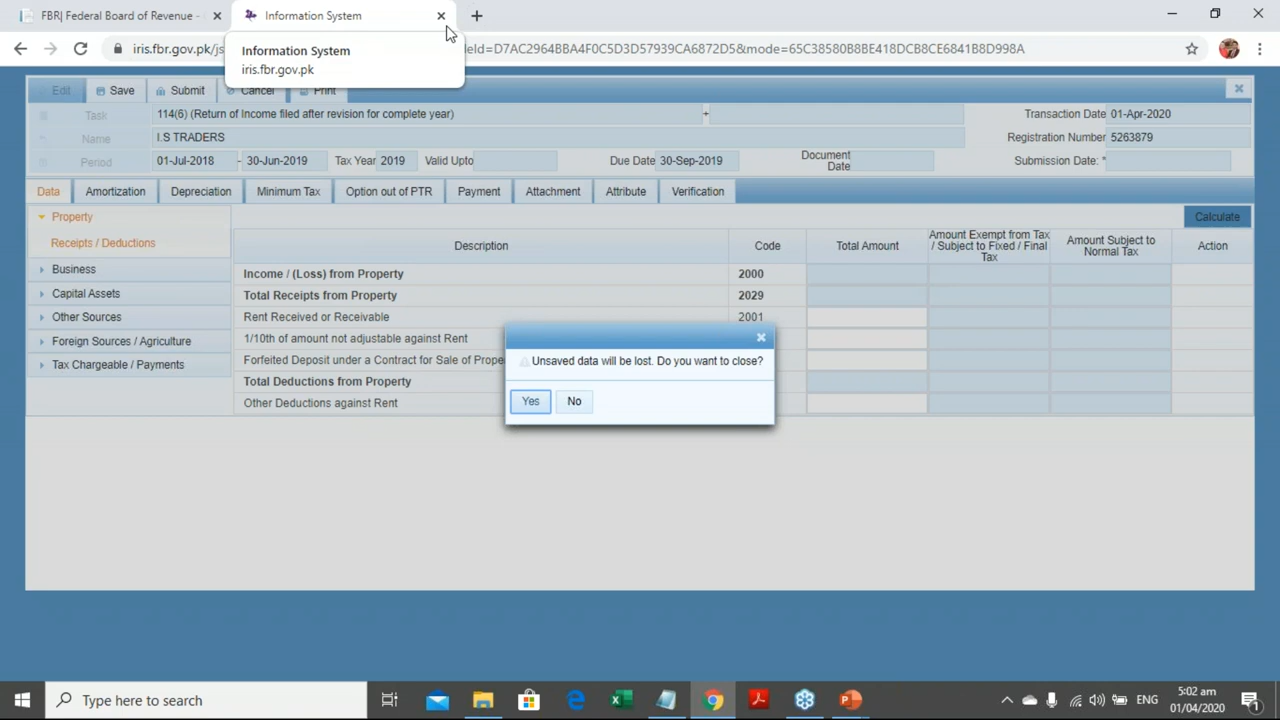 FBR| Federal Board of Revenue -
Information System
iris.fbr.gov.pk/js
eId=D7AC2964BBA4F0C5D3D57939CA6872D5&mode=65C38580B8BE418DCB8CE6841B8D998A
Information System
iris.fbr.gov.pk
Edit Save Submit Cancel Print
Task 114(6) (Return of Income filed after revision for complete year) + Transaction Date 01-Apr-2020
Name I.S TRADERS Registration Number 5263879
Period 01-Jul-2018 - 30-Jun-2019 Tax Year 2019 Valid Upto Due Date 30-Sep-2019 Document Date Submission Date: *
Data Amortization Depreciation Minimum Tax Option out of PTR Payment Attachment Attribute Verification
Property
Calculate
Receipts / Deductions
Business
Capital Assets
Other Sources
Foreign Sources / Agriculture
Tax Chargeable / Payments
Description Code Total Amount Amount Exempt from Tax / Subject to Fixed / Final Tax Amount Subject to Normal Tax Action
Income / (Loss) from Property 2000
Total Receipts from Property 2029
Rent Received or Receivable 2001
1/10th of amount not adjustable against Rent
Forfeited Deposit under a Contract for Sale of Prope
Total Deductions from Property
Other Deductions against Rent
Unsaved data will be lost. Do you want to close?
Yes No
Type here to search
ENG
5:02 am
01/04/2020
1